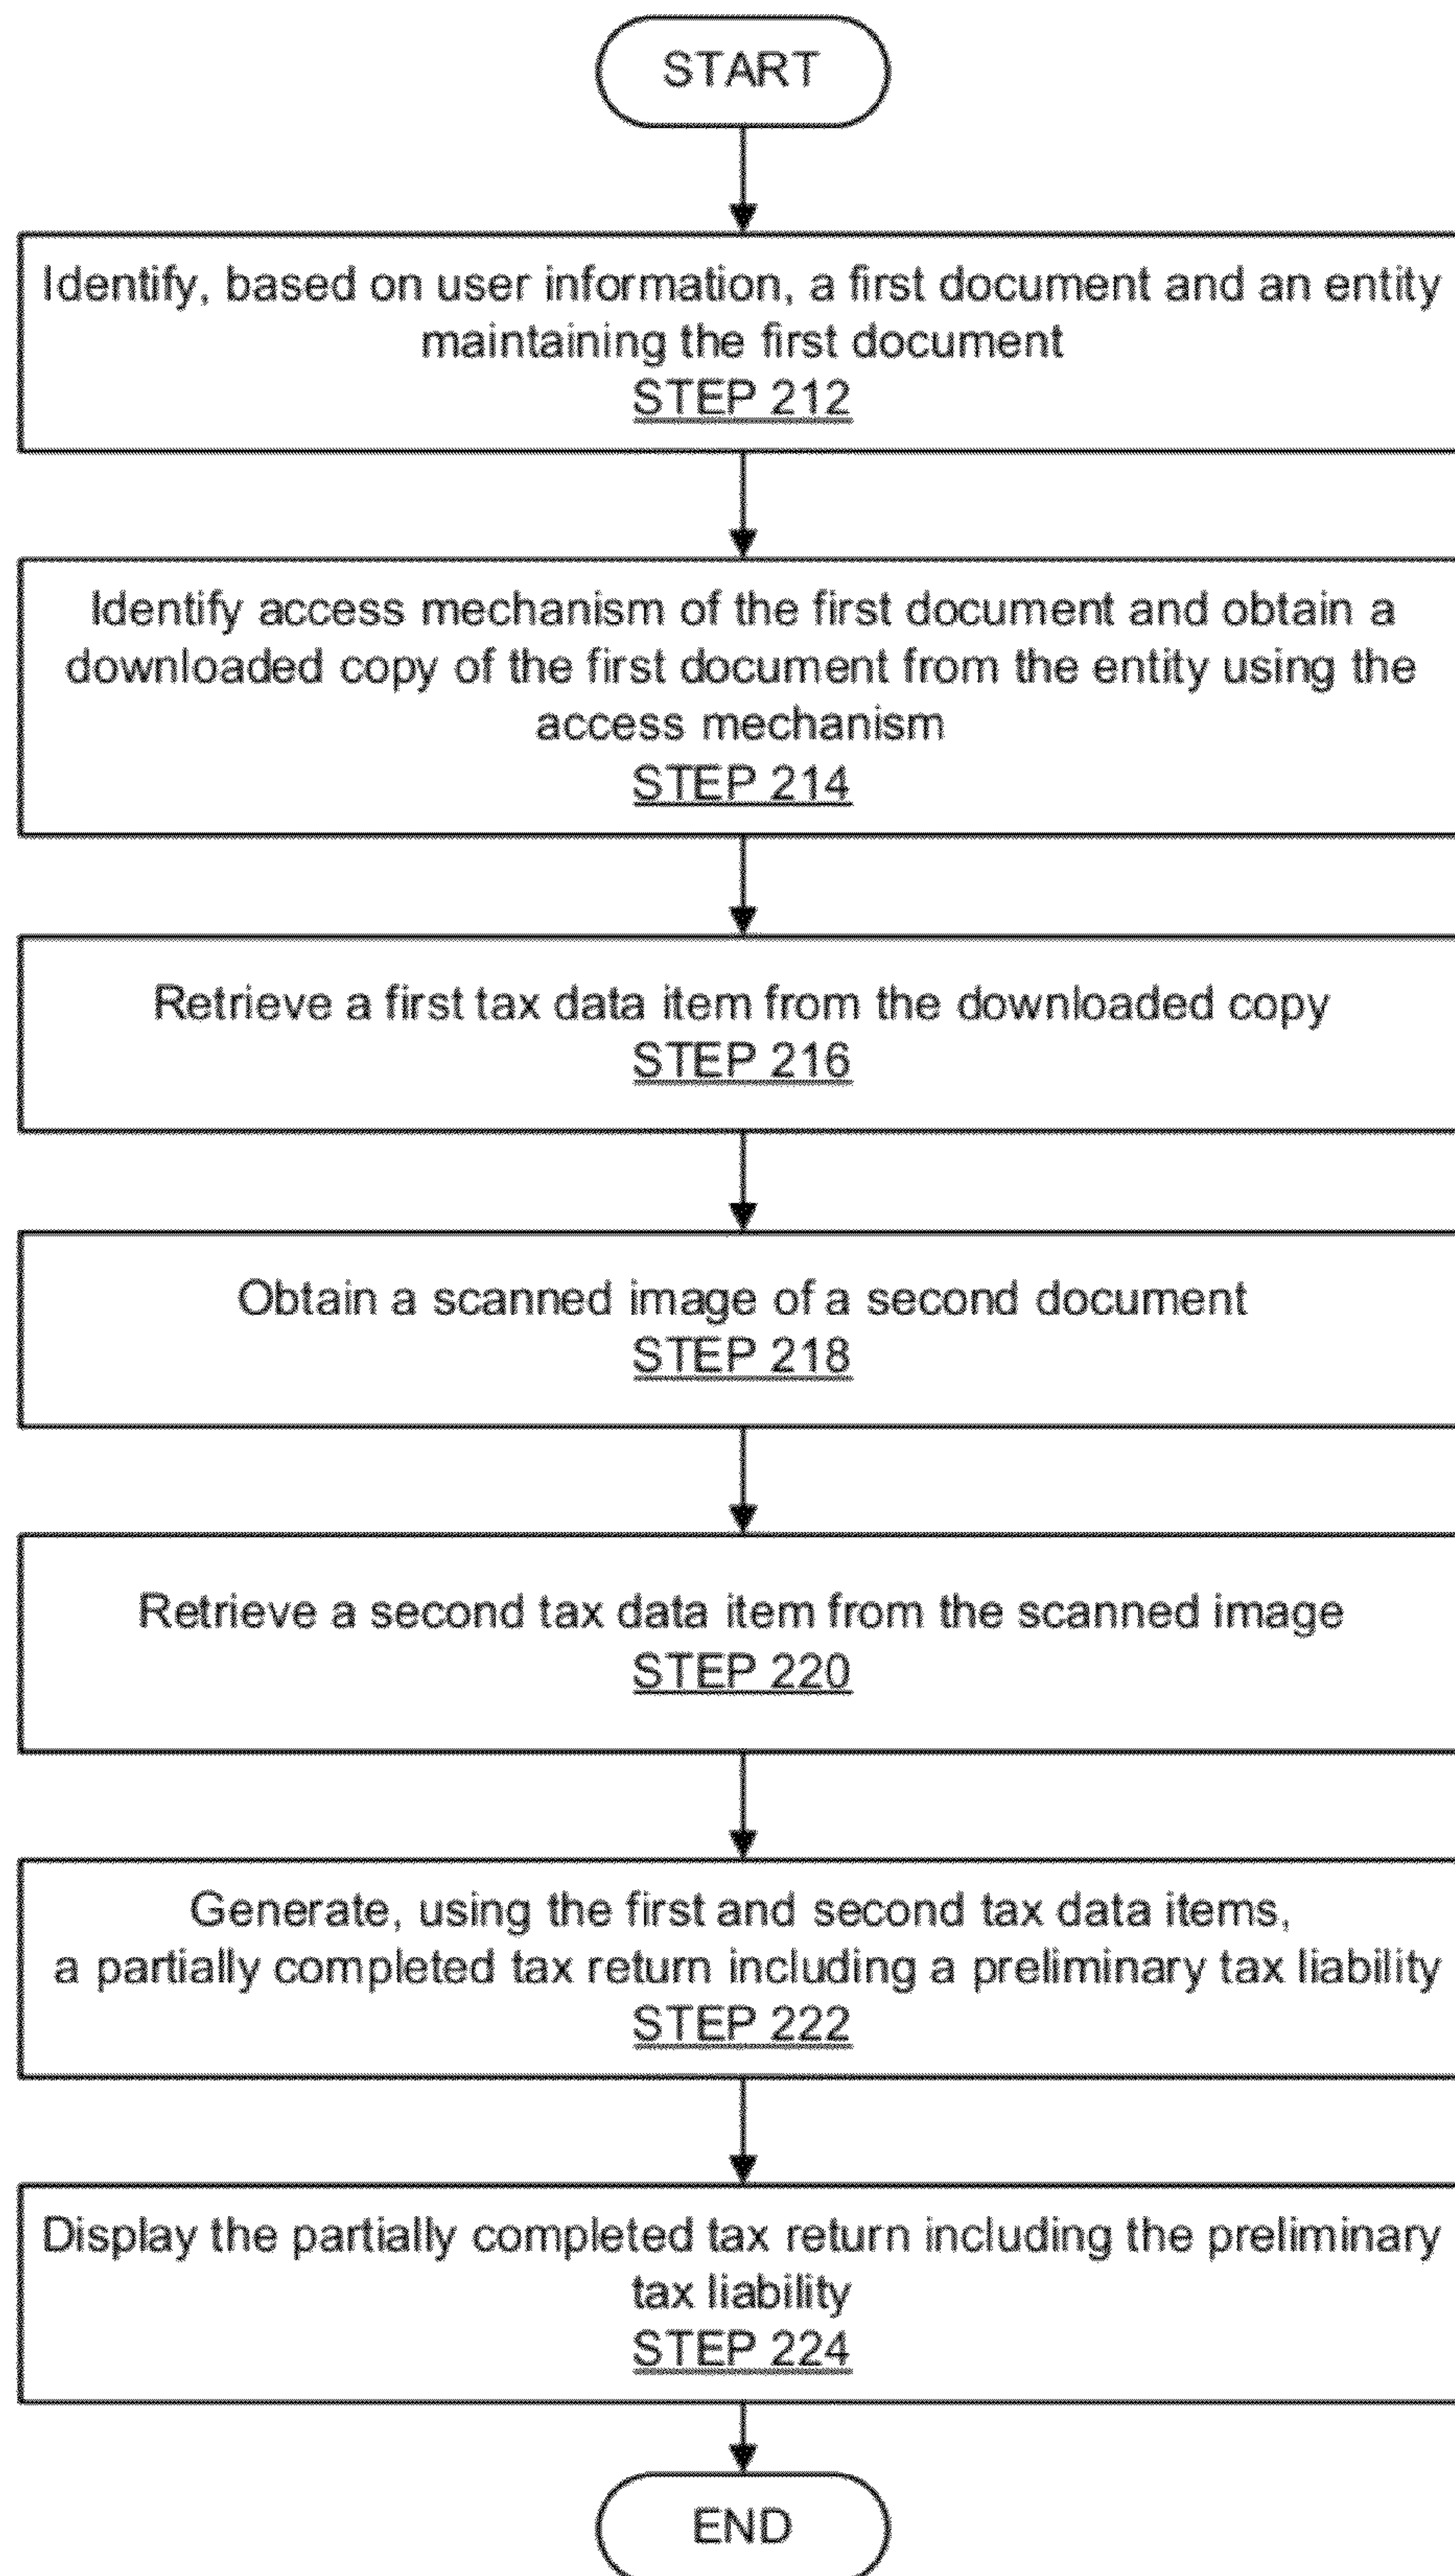 START
Identify, based on user information, a first document and an entity
maintaining the first document
STEP 212
Identify access mechanism of the first document and obtain a
downloaded copy of the first document from the entity using the
access mechanism
STEP 214
Retrieve a first tax data item from the downloaded copy
STEP 216
Obtain a scanned image of a second document
STEP 218
Retrieve a second tax data item from the scanned image
STEP 220
Generate, using the first and second tax data items,
a partially completed tax return including a preliminary tax liability
STEP 222
Display the partially completed tax return including the preliminary
tax liability
STEP 224
END